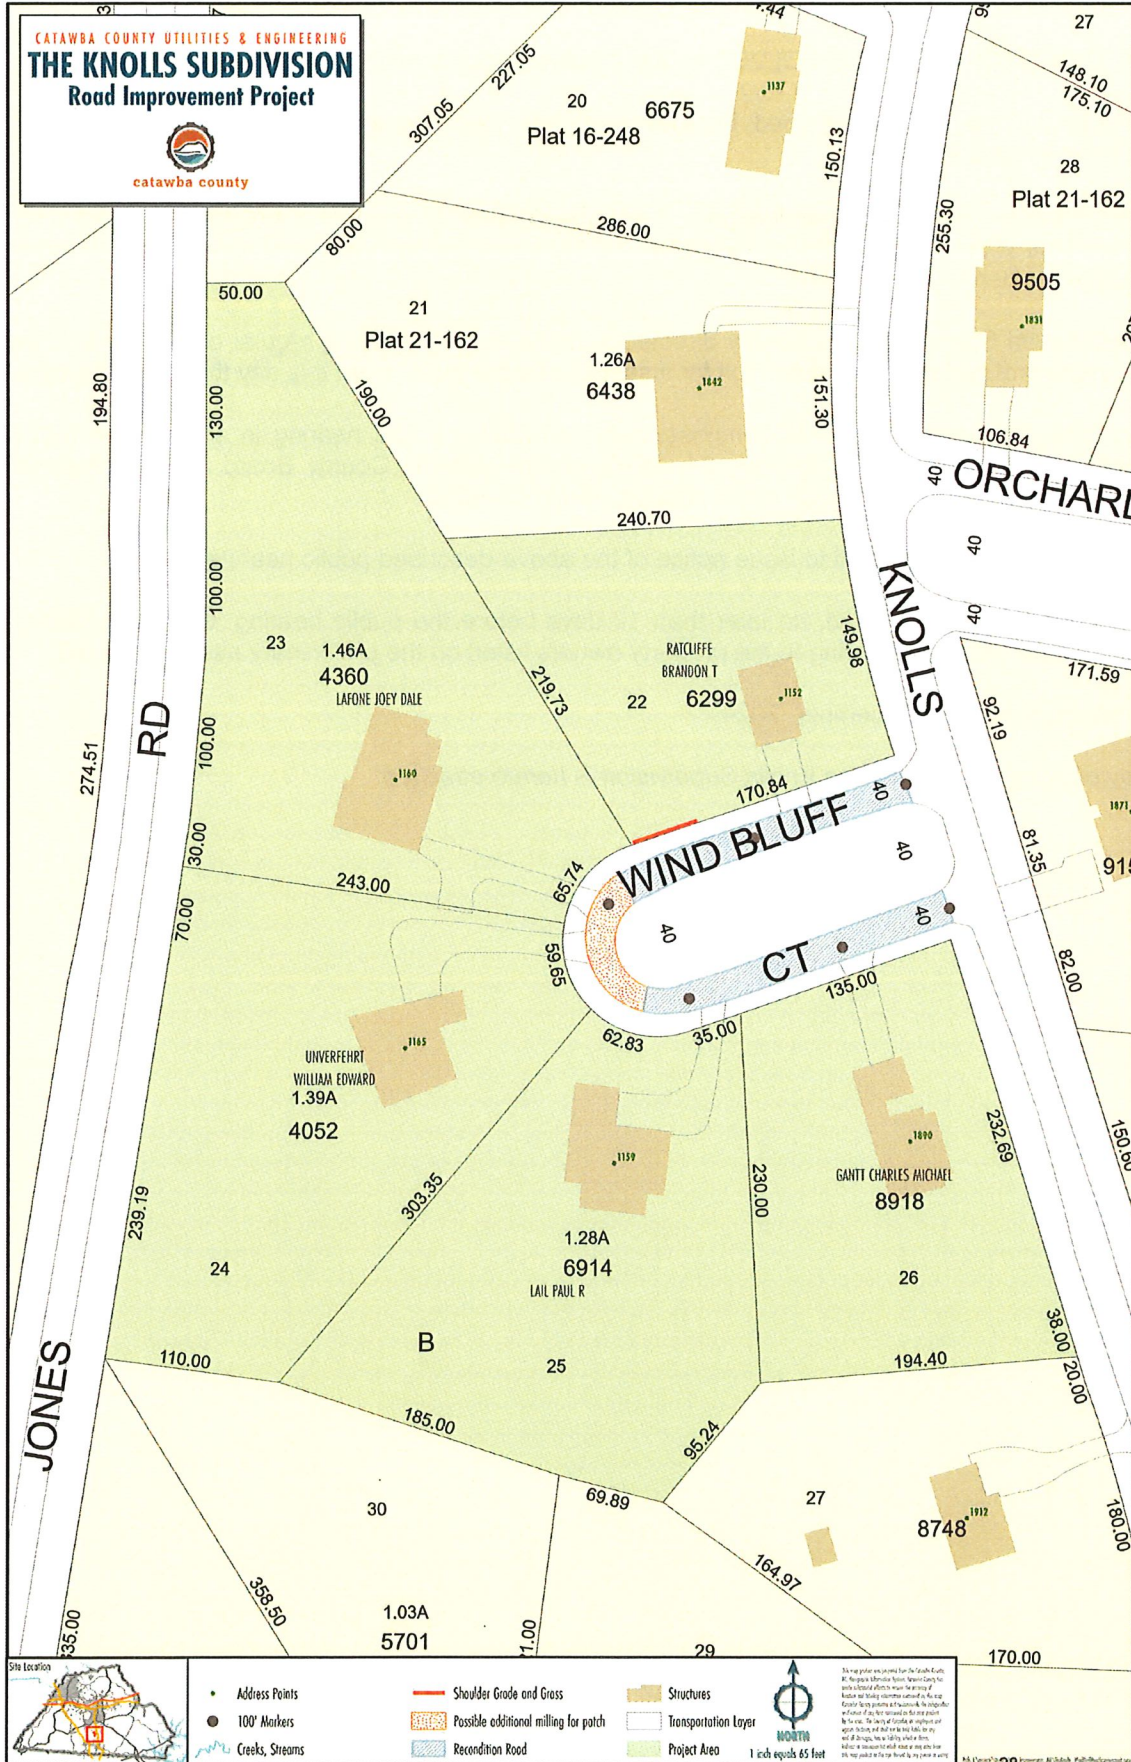 CATAWBA COUNTY UTILITIES & ENGINEERING
THE KNOLLS SUBDIVISION
Road Improvement Project
catawba county
227.05
307.05
20
6675
Plat 16-248
1137
150.13
27
148.10
175.10
28
Plat 21-162
255.30
80.00
286.00
9505
1831
50.00
21
Plat 21-162
1.26A
6438
1842
194.80
130.00
190.00
151.30
106.84
40
ORCHARD
240.70
40
100.00
KNOLLS
40
23
1.46A
4360
LAFONE JOEY DALE
219.73
RATCLIFFE
BRANDON T
22
6299
1152
149.98
171.59
92.19
RD
100.00
274.51
1160
170.84
40
1871
30.00
WIND BLUFF
40
81.35
915
243.00
65.74
70.00
59.65
40
40
CT
135.00
82.00
62.83
35.00
UNVERFEHRT
WILLIAM EDWARD
1.39A
4052
1165
1159
1890
GANTT CHARLES MICHAEL
8918
232.69
150.60
303.35
230.00
239.19
1.28A
6914
LAIL PAUL R
24
26
38.00
B
25
110.00
194.40
20.00
JONES
185.00
95.24
69.89
30
27
8748
1912
180.00
164.97
358.50
1.03A
5701
335.00
29
170.00
Site Location
Address Points
100' Markers
Creeks, Streams
Shoulder Grade and Grass
Possible additional milling for patch
Recondition Road
Structures
Transportation Layer
Project Area
NORTH
1 inch equals 65 feet